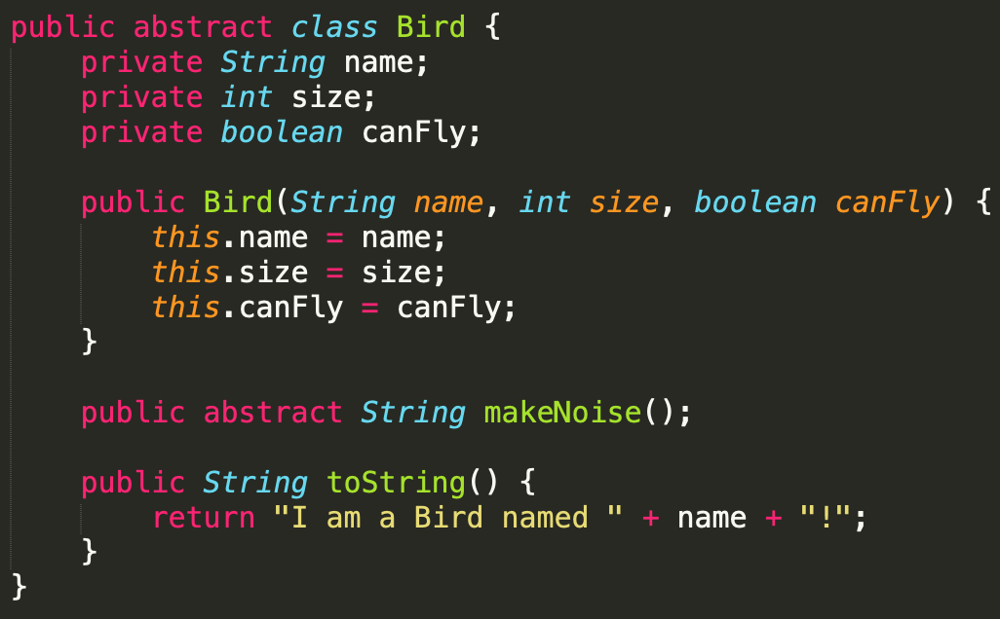 public abstract class Bird {
    private String name;
    private int size;
    private boolean canFly;

    public Bird(String name, int size, boolean canFly) {
        this.name = name;
        this.size = size;
        this.canFly = canFly;
    }

    public abstract String makeNoise();

    public String toString() {
        return "I am a Bird named " + name + "!";
    }
}